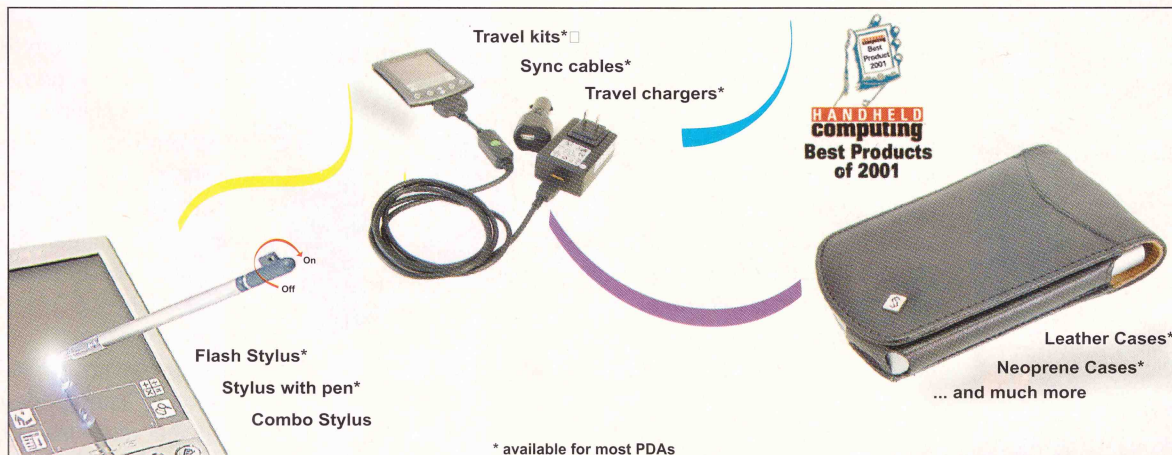 Travel kits*
Sync cables*
Travel chargers*
Best
Product
2001
HANDHELD
computing
Best Products
of 2001
On
Off
Flash Stylus*
Stylus with pen*
Combo Stylus
Leather Cases*
Neoprene Cases*
... and much more
* available for most PDAs